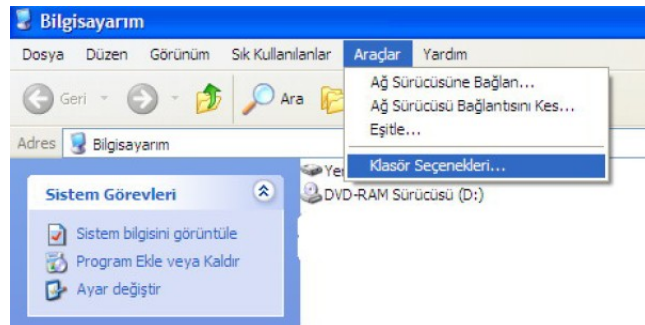 Bilgisayarım
Dosya Düzen Görünüm Sık Kullanılanlar Araçlar Yardım
Ağ Sürücüsüne Bağlan...
Ağ Sürücüsü Bağlantısını Kes...
Eşitle...
Klasör Seçenekleri...
Geri Ara
Adres Bilgisayarım
Sistem Görevleri
Sistem bilgisini görüntüle
Program Ekle veya Kaldır
Ayar değiştir
DVD-RAM Sürücüsü (D:)